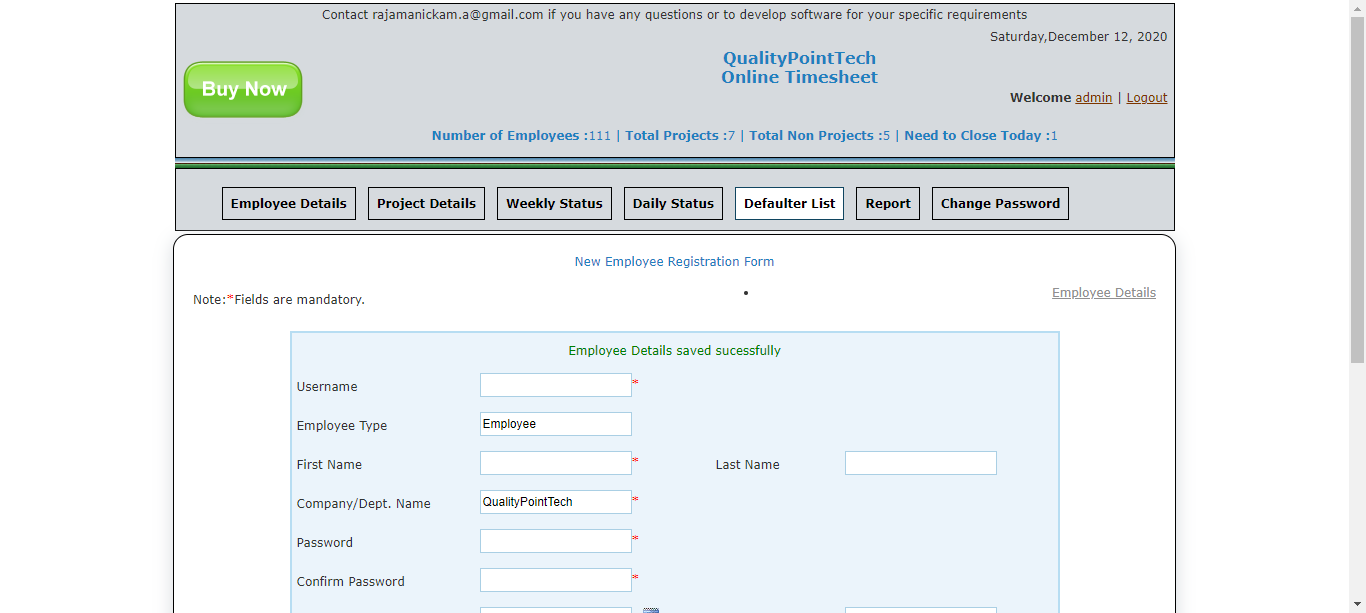 Contact rajamanickam.a@gmail.com if you have any questions or to develop software for your specific requirements
Saturday,December 12, 2020
QualityPointTech
Online Timesheet
Buy Now
Welcome admin | Logout
Number of Employees :111 | Total Projects :7 | Total Non Projects :5 | Need to Close Today :1
Employee Details Project Details Weekly Status Daily Status Defaulter List Report Change Password
New Employee Registration Form
Employee Details
Note:*Fields are mandatory.
Employee Details saved sucessfully
Username *
Employee Type Employee
First Name * Last Name
Company/Dept. Name QualityPointTech *
Password *
Confirm Password *